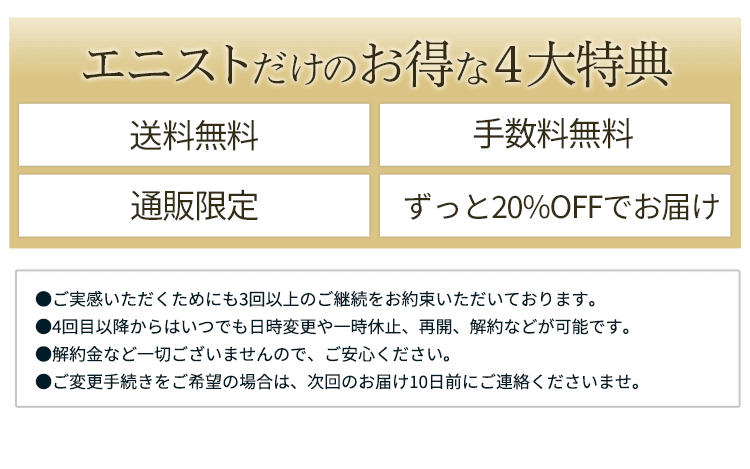 エニストだけのお得な4大特典
送料無料
手数料無料
通販限定
ずっと20%OFFでお届け
●ご実感いただくためにも3回以上のご継続をお約束いただいております。
●4回目以降からはいつでも日時変更や一時休止、再開、解約などが可能です。
●解約金など一切ございませんので、ご安心ください。
●ご変更手続きをご希望の場合は、次回のお届け10日前にご連絡くださいませ。